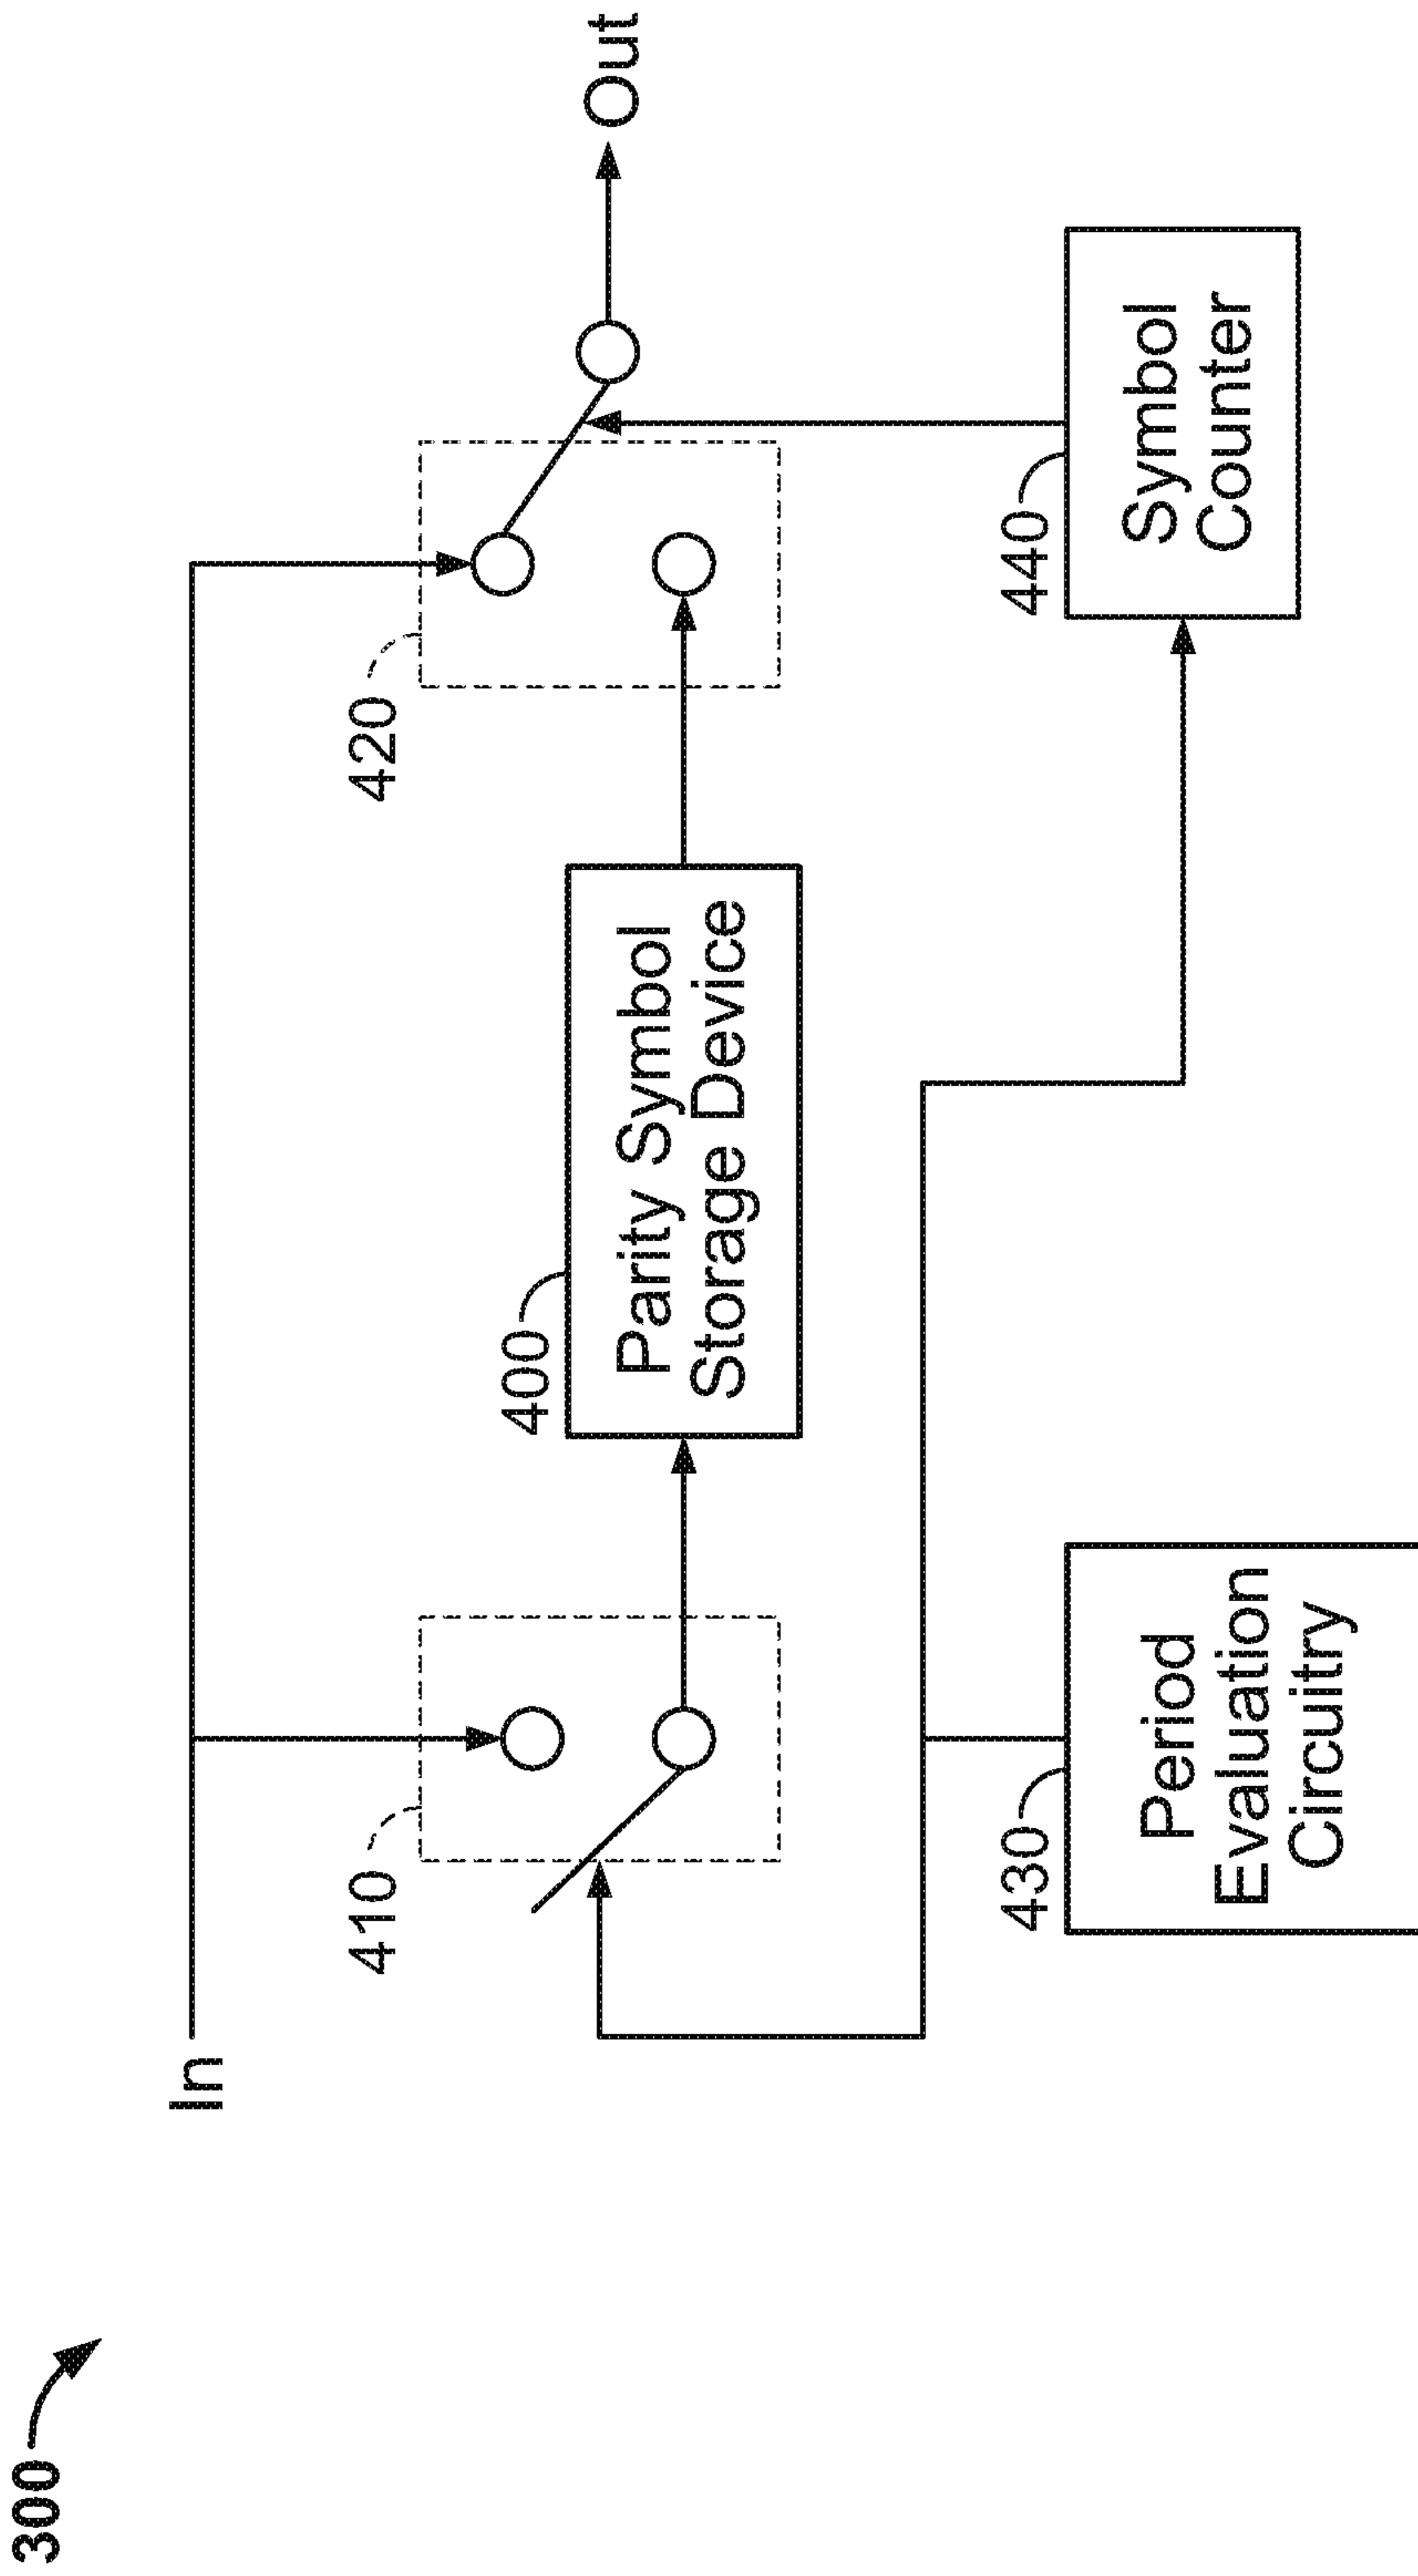 300
In
Out
410
420
400
Parity Symbol
Storage Device
430
Period
Evaluation
Circuitry
440
Symbol
Counter